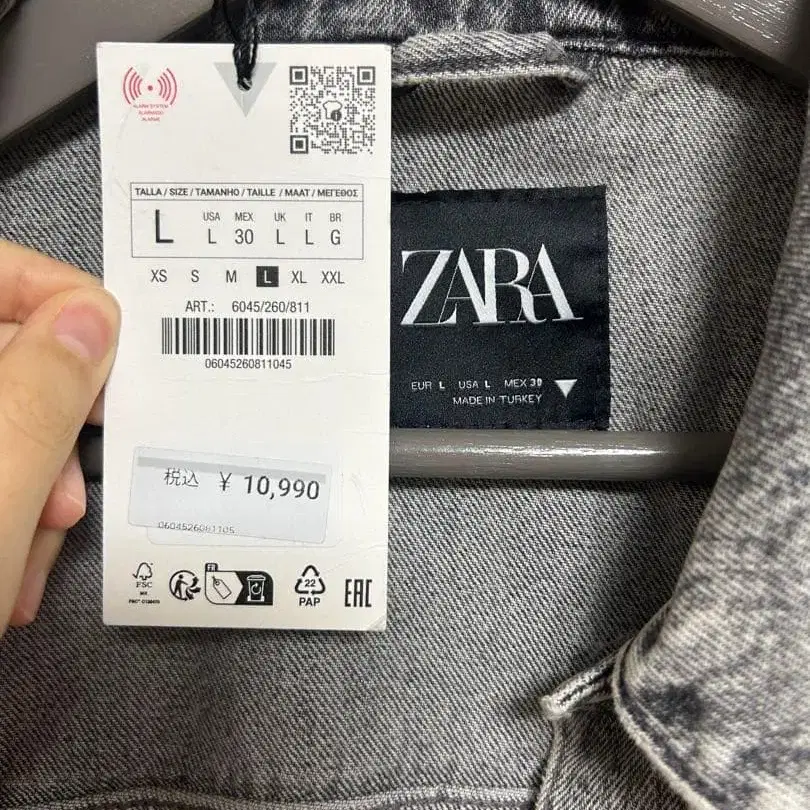 ALARM SYSTEM
TALLA / SIZE / TAMANHO / TAILLE / MAAT / ΜΕΓΕΘΟΣ
L
USA MEX UK IT BR
L 30 L L G
XS S M L XL XXL
ART.: 6045/260/811
06045260811045
税込 ¥ 10,990
FSC
MIX
FR
22
PAP
EAC
ZARA
EUR L USA L MEX 30
MADE IN TURKEY